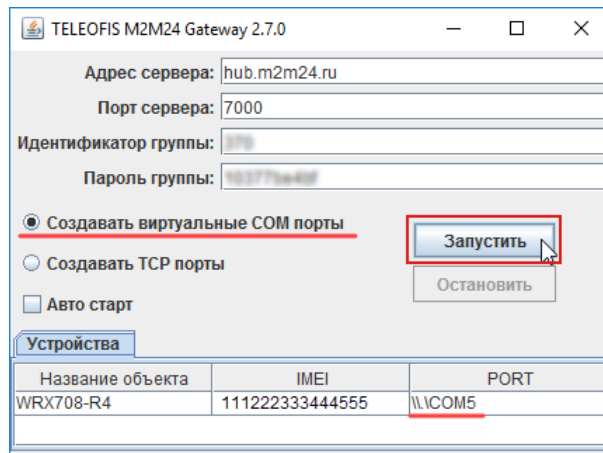 TELEOFIS M2M24 Gateway 2.7.0
Адрес сервера: hub.m2m24.ru
Порт сервера: 7000
Идентификатор группы:
Пароль группы:
Создавать виртуальные COM порты
Запустить
Создавать TCP порты
Остановить
Авто старт
Устройства
Название объекта IMEI PORT
WRX708-R4 111222333444555 \\.\COM5